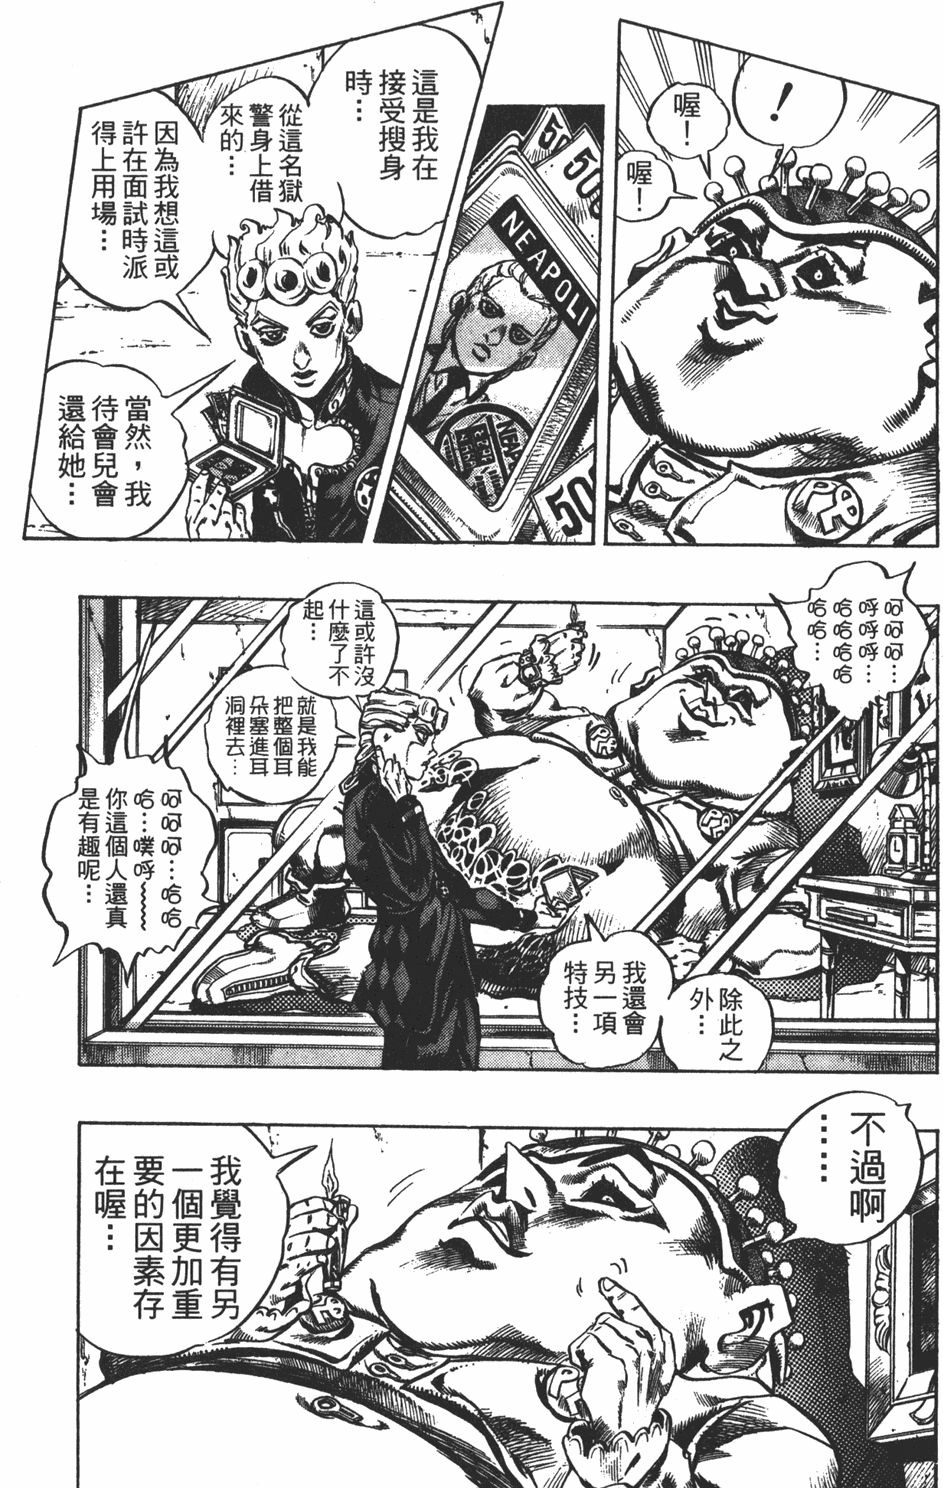 ！
喔！
喔！
NEAPOLI
50
500
50
這是我在
接受搜身
時…
從這名獄
警身上借
來的…
因為我想這或
許在面試時派
得上用場…
當然，我
待會兒會
還給她…
呵呵呵…
呼呼呼…
哈哈哈哈
哈哈…
這或許沒
什麼了不
起…
就是我能
把整個耳
朵塞進耳
洞裡去…
呵呵呵…哈哈
哈…噗呼~~~
你這個人還真
是有趣呢…
除此之
外…
我還會
另一項
特技…
不過啊
……
我覺得有另
一個更加重
要的因素存
在喔…